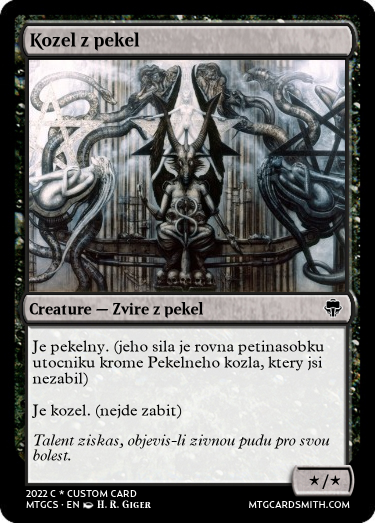 Kozel z pekel
Creature — Zvire z pekel
Je pekelny. (jeho sila je rovna petinasobku
utocniku krome Pekelneho kozla, ktery jsi
nezabil)
Je kozel. (nejde zabit)
Talent ziskas, objevis-li zivnou pudu pro svou
bolest.
★/★
2022 C * CUSTOM CARD
MTGCS · EN H. R. GIGER
MTGCARDSMITH.COM